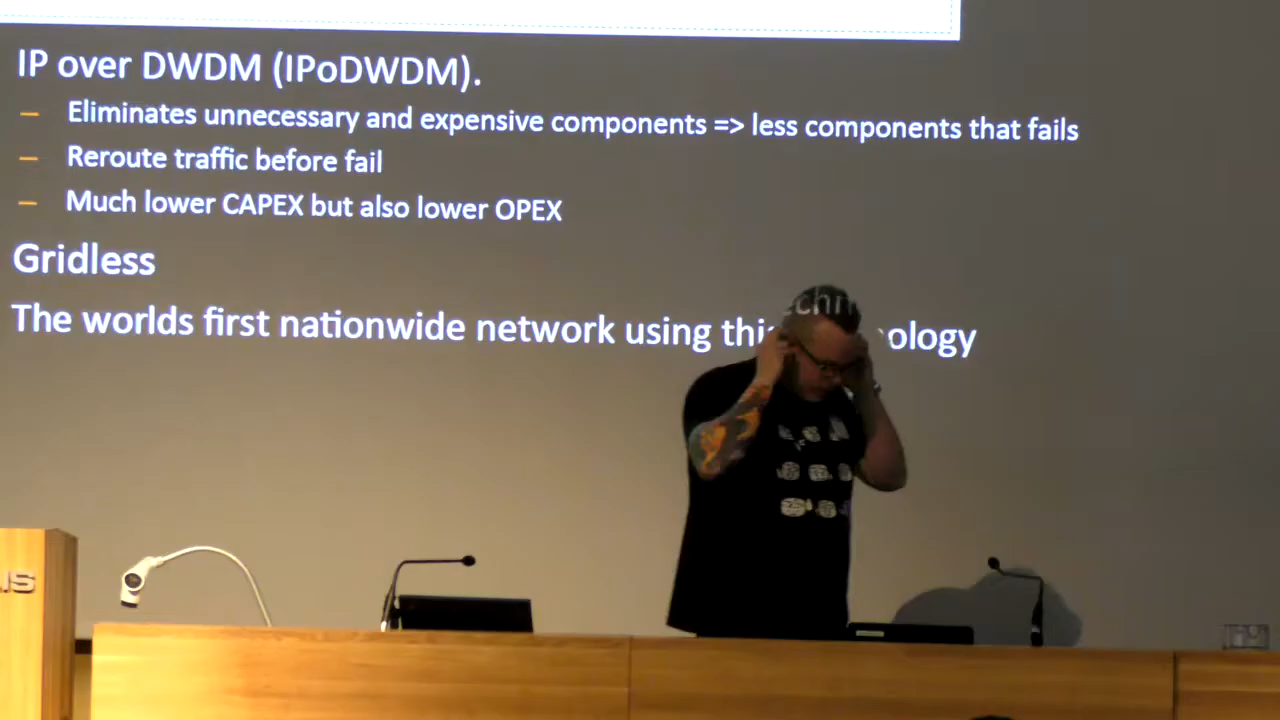 IP over DWDM (IPoDWDM).
– Eliminates unnecessary and expensive components => less components that fails
– Reroute traffic before fail
– Much lower CAPEX but also lower OPEX
Gridless
The worlds first nationwide network using this technology